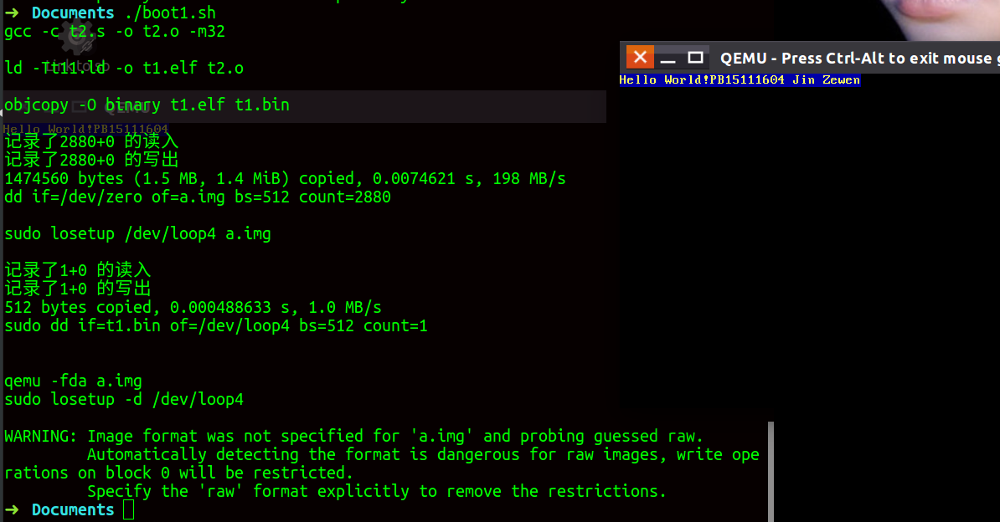 ➜ Documents ./boot1.sh
gcc -c t2.s -o t2.o -m32
ld -Tt11.ld -o t1.elf t2.o
objcopy -O binary t1.elf t1.bin
QEMU
Hello World!PB15111604
记录了2880+0 的读入
记录了2880+0 的写出
1474560 bytes (1.5 MB, 1.4 MiB) copied, 0.0074621 s, 198 MB/s
dd if=/dev/zero of=a.img bs=512 count=2880
sudo losetup /dev/loop4 a.img
记录了1+0 的读入
记录了1+0 的写出
512 bytes copied, 0.000488633 s, 1.0 MB/s
sudo dd if=t1.bin of=/dev/loop4 bs=512 count=1
qemu -fda a.img
sudo losetup -d /dev/loop4
WARNING: Image format was not specified for 'a.img' and probing guessed raw.
Automatically detecting the format is dangerous for raw images, write ope
rations on block 0 will be restricted.
Specify the 'raw' format explicitly to remove the restrictions.
➜ Documents
QEMU - Press Ctrl-Alt to exit mouse
Hello World!PB15111604 Jin Zewen